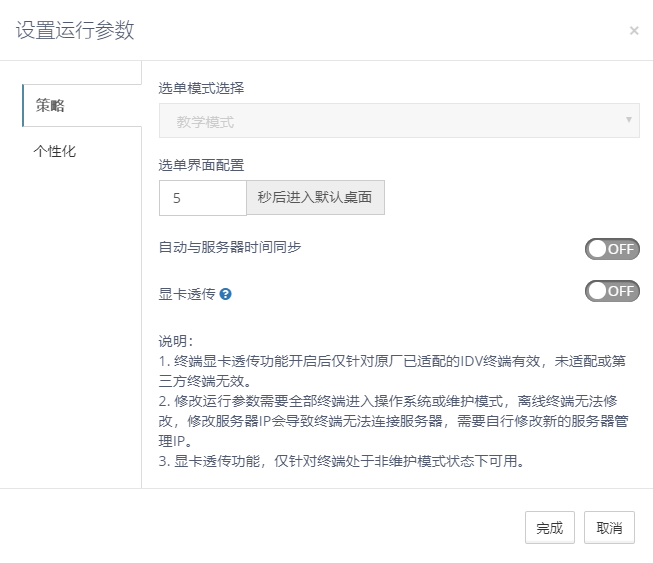 设置运行参数
×
策略
个性化
选单模式选择
教学模式
选单界面配置
5 秒后进入默认桌面
自动与服务器时间同步 OFF
显卡透传 ? OFF
说明：
1. 终端显卡透传功能开启后仅针对原厂已适配的IDV终端有效，未适配或第
三方终端无效。
2. 修改运行参数需要全部终端进入操作系统或维护模式，离线终端无法修
改，修改服务器IP会导致终端无法连接服务器，需要自行修改新的服务器管
理IP。
3. 显卡透传功能，仅针对终端处于非维护模式状态下可用。
完成 取消